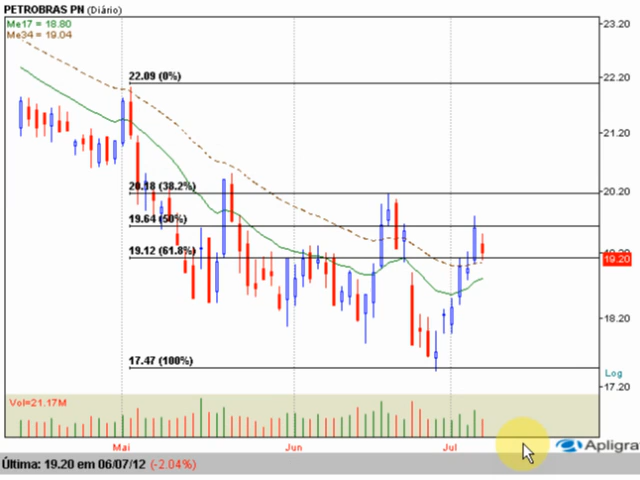 PETROBRAS PN (Diário)
Me17 = 18.80
Me34 = 19.04
23.20
22.20
21.20
20.20
19.20
19.20
18.20
17.20
22.09 (0%)
20.18 (38.2%)
19.64 (50%)
19.12 (61.8%)
17.47 (100%)
Log
Vol=21.17M
Mai Jun Jul
Apligra
Última: 19.20 em 06/07/12 (-2.04%)